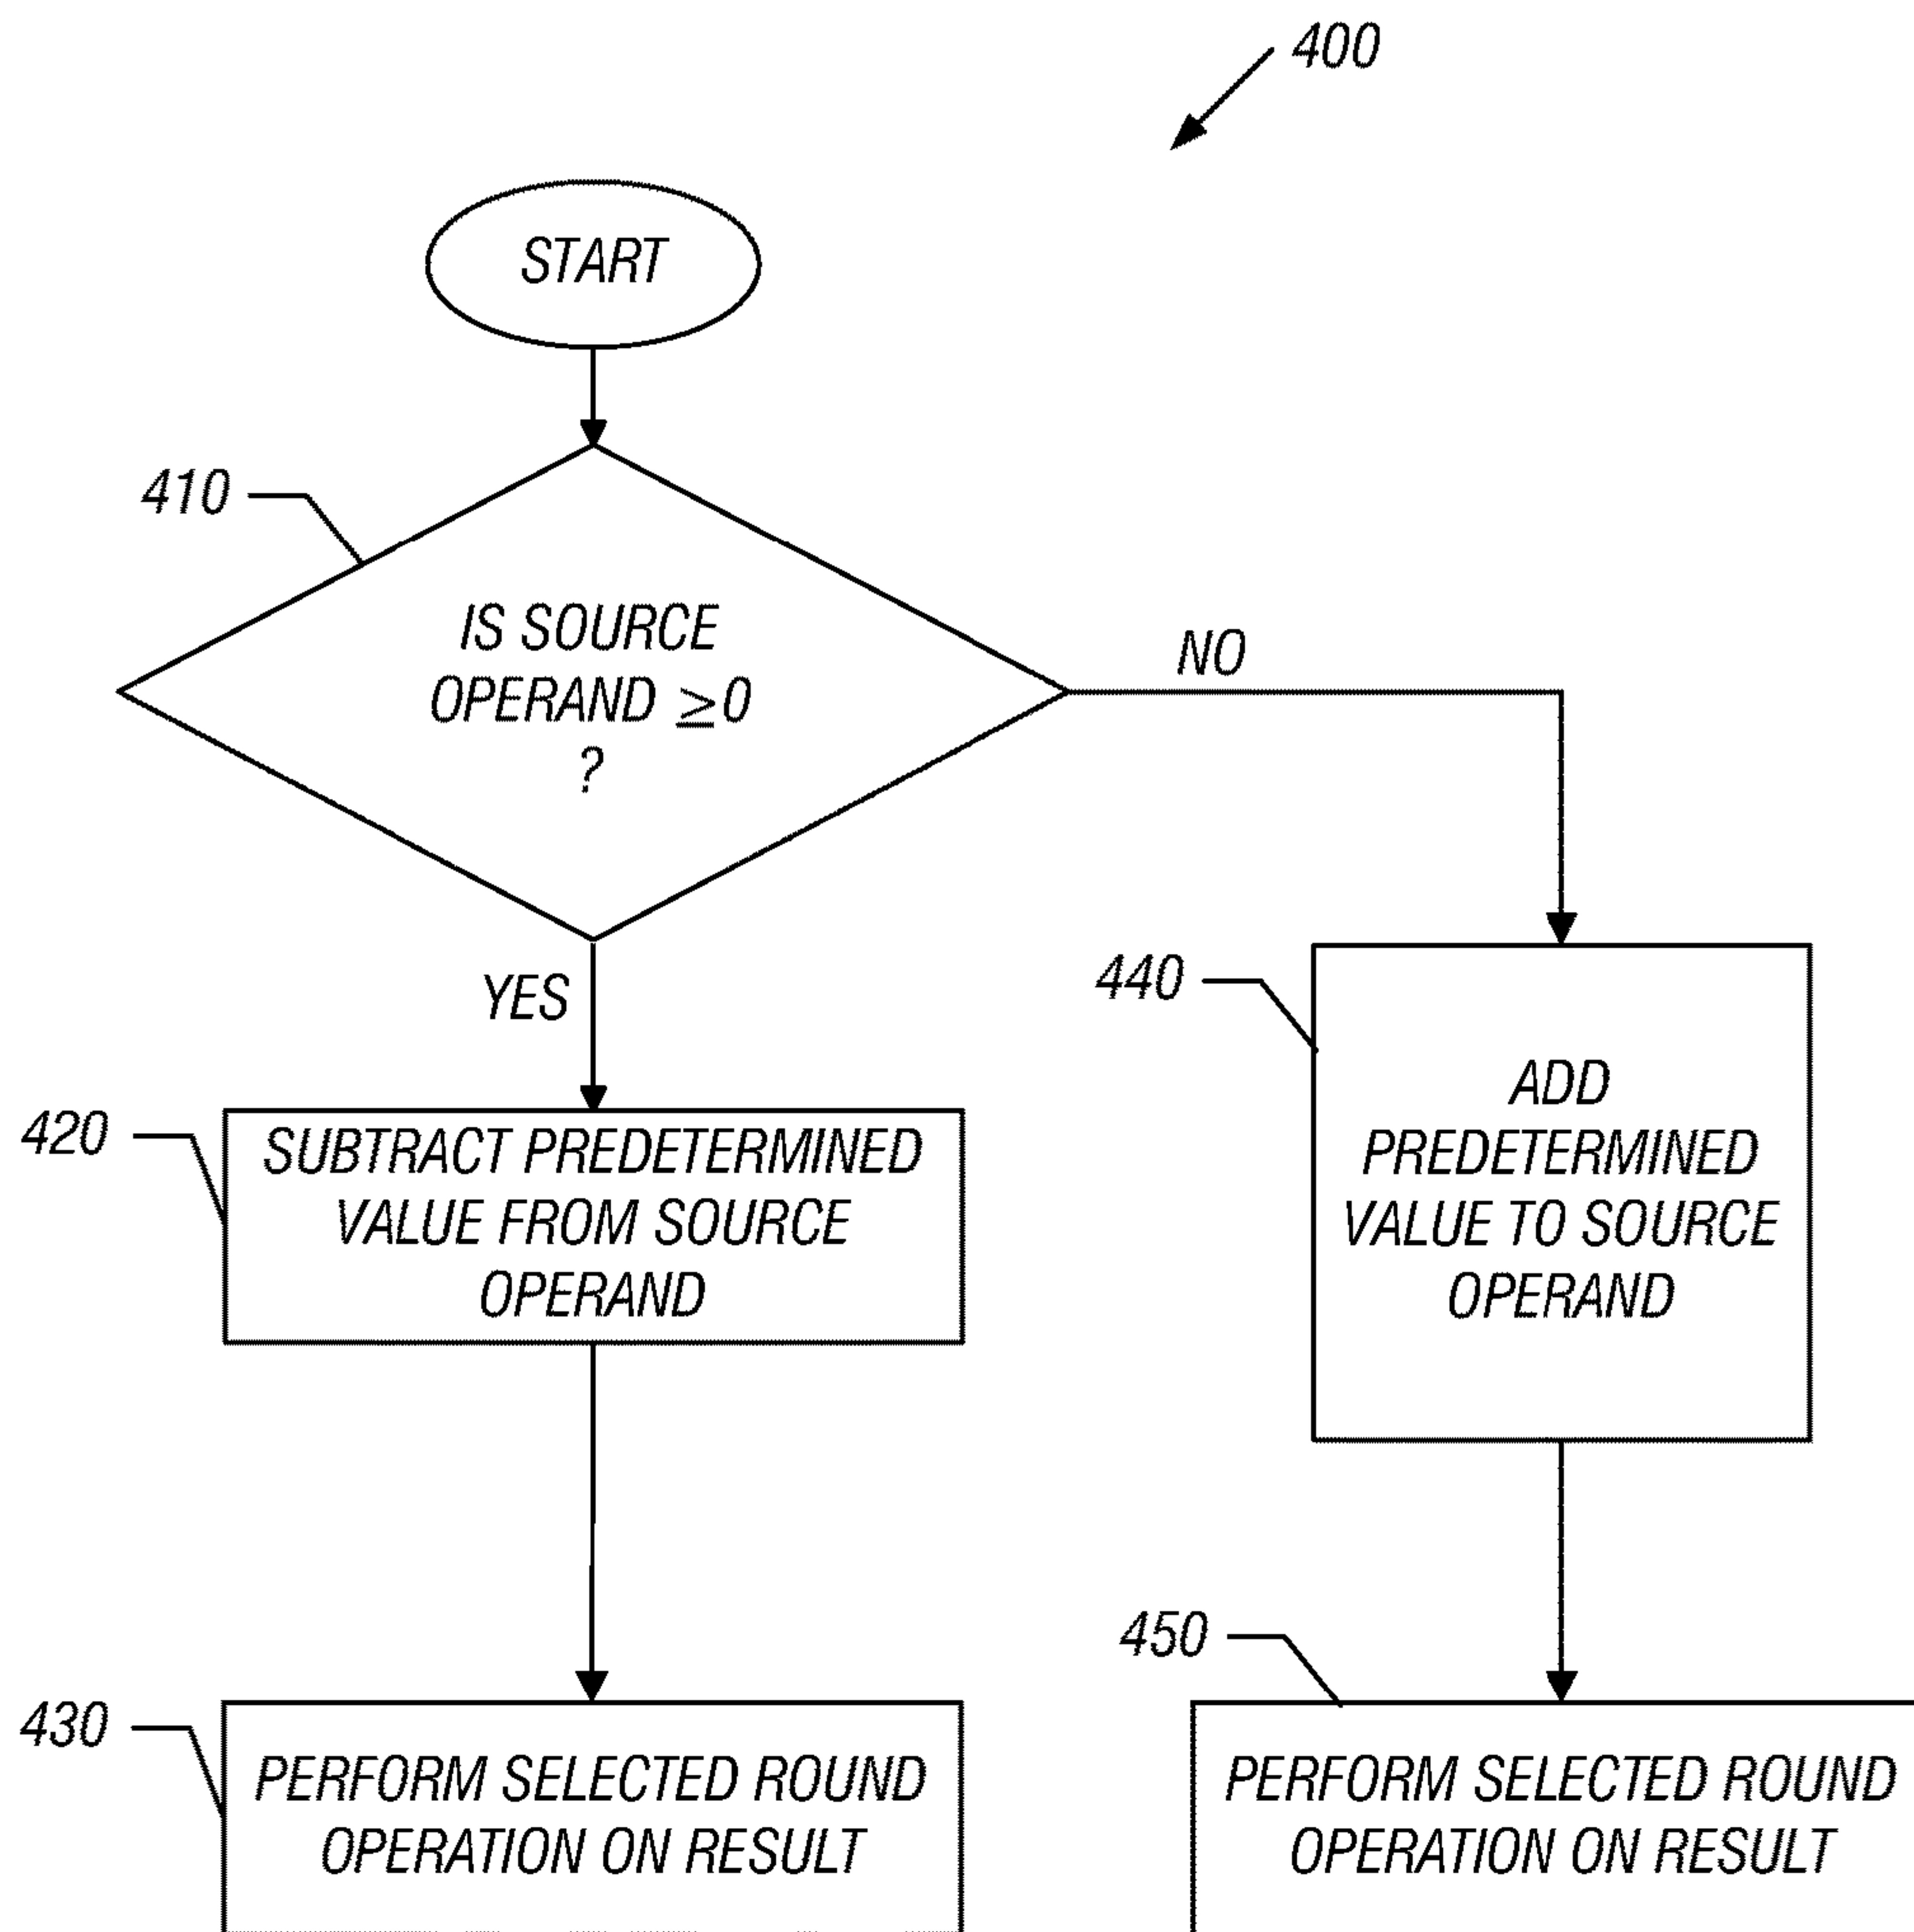 400
START
410
IS SOURCE
OPERAND ≥0
?
NO
YES
440
ADD
PREDETERMINED
VALUE TO SOURCE
OPERAND
420
SUBTRACT PREDETERMINED
VALUE FROM SOURCE
OPERAND
450
430
PERFORM SELECTED ROUND
OPERATION ON RESULT
PERFORM SELECTED ROUND
OPERATION ON RESULT